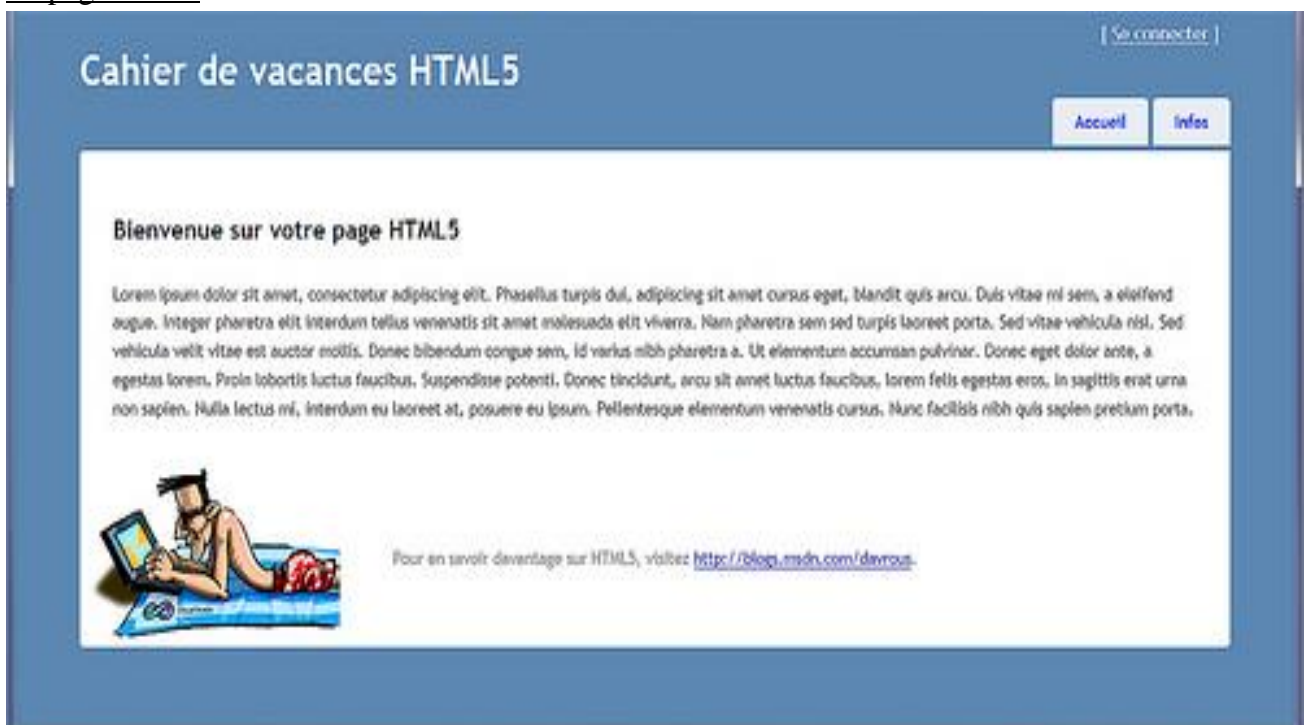 [ Se connecter ]
Cahier de vacances HTML5
Accueil Infos
Bienvenue sur votre page HTML5
Lorem ipsum dolor sit amet, consectetur adipiscing elit. Phasellus turpis dui, adipiscing sit amet cursus eget, blandit quis arcu. Duis vitae mi sem, a eleifend
augue. Integer pharetra elit interdum tellus venenatis sit amet malesuada elit viverra. Nam pharetra sem sed turpis laoreet porta. Sed vitae vehicula nisl. Sed
vehicula velit vitae est auctor mollis. Donec bibendum congue sem, id varius nibh pharetra a. Ut elementum accumsan pulvinar. Donec eget dolor ante, a
egestas lorem. Proin lobortis luctus faucibus. Suspendisse potenti. Donec tincidunt, arcu sit amet luctus faucibus, lorem felis egestas eros, in sagittis erat urna
non sapien. Nulla lectus mi, interdum eu laoreet at, posuere eu ipsum. Pellentesque elementum venenatis cursus. Nunc facilisis nibh quis sapien pretium porta.
Pour en savoir davantage sur HTML5, visitez http://blogs.msdn.com/davrous.